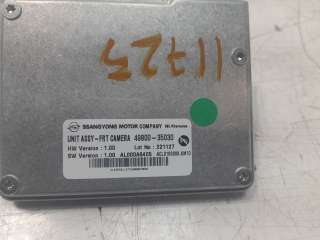 11723
SSANGYONG MOTOR COMPANY
UNIT ASSY-FRT CAMERA 48600-35030
HW Version : 1.00 Lot No : 221127
SW Version : 1.00